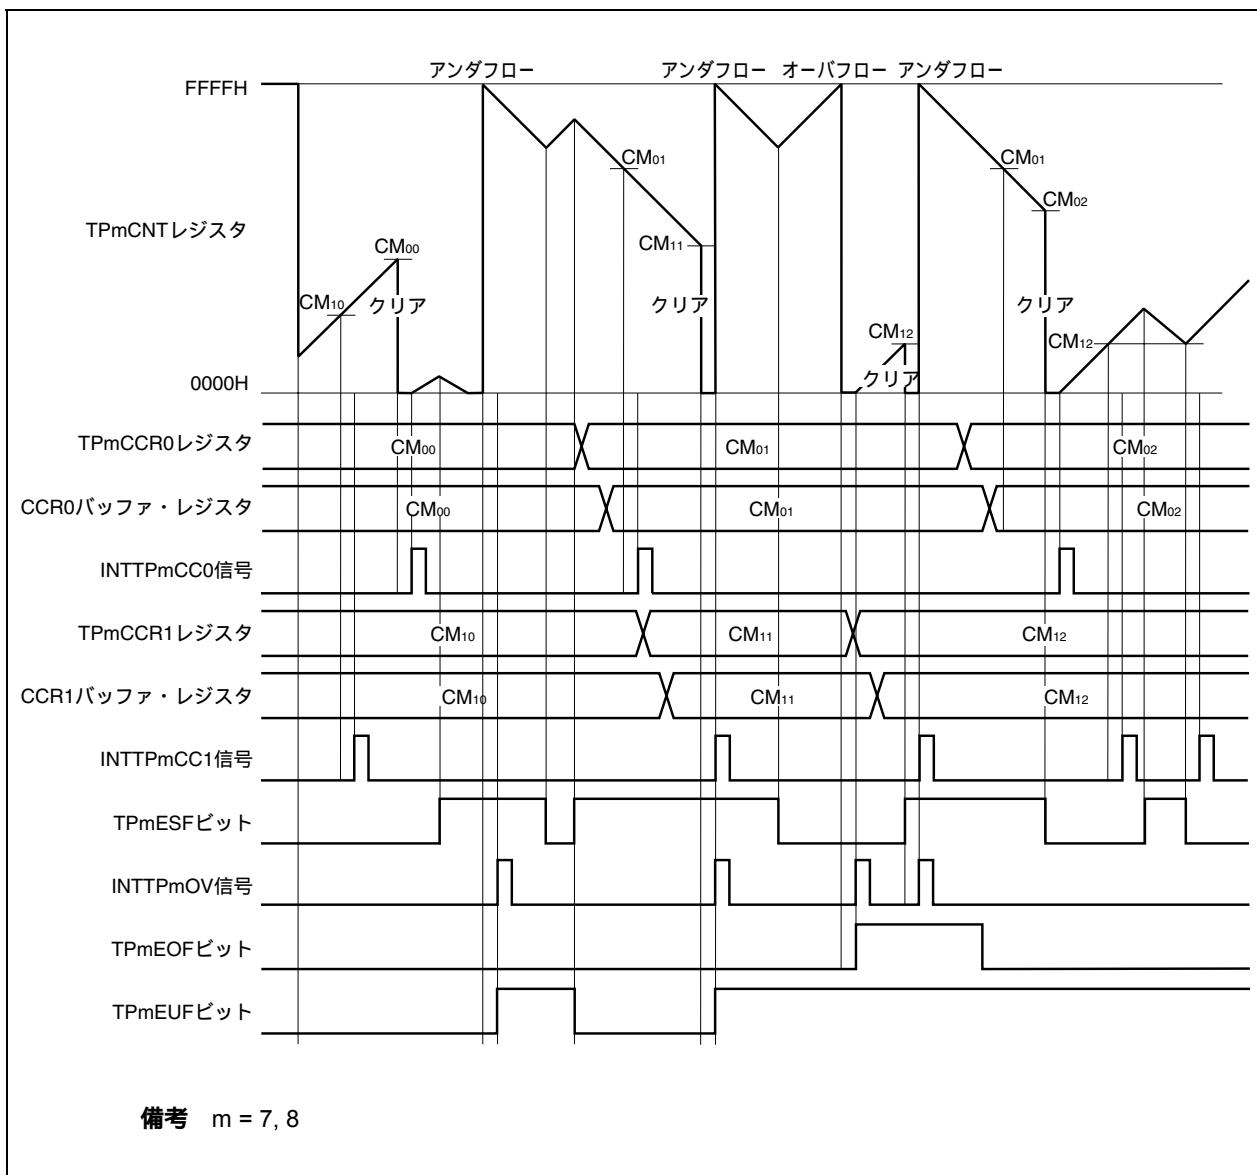 アンダフロー アンダフロー オーバフロー アンダフロー
FFFFH
CM01 CM01
CM02
TPmCNTレジスタ
CM00 CM11
CM10 クリア クリア クリア
CM12 CM12
0000H クリア
TPmCCR0レジスタ CM00 CM01 CM02
CCR0バッファ・レジスタ CM00 CM01 CM02
INTTPmCC0信号
TPmCCR1レジスタ CM10 CM11 CM12
CCR1バッファ・レジスタ CM10 CM11 CM12
INTTPmCC1信号
TPmESFビット
INTTPmOV信号
TPmEOFビット
TPmEUFビット
備考 m = 7, 8